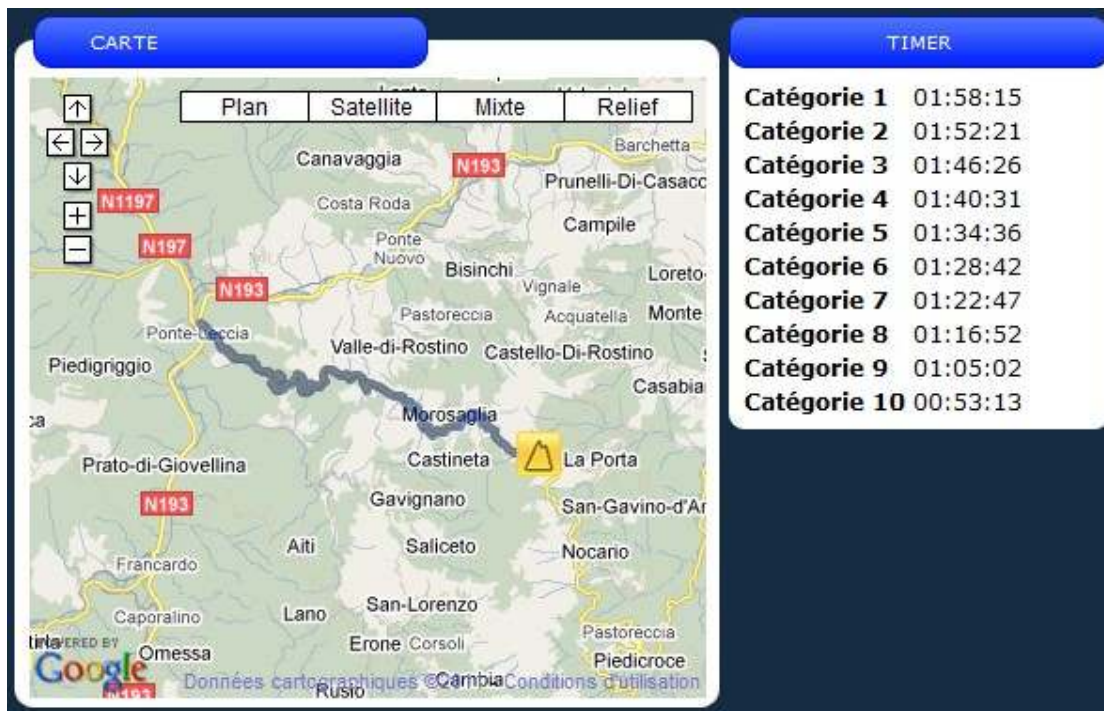 CARTE
TIMER
Plan Satellite Mixte Relief
Catégorie 1 01:58:15
Catégorie 2 01:52:21
Catégorie 3 01:46:26
Catégorie 4 01:40:31
Catégorie 5 01:34:36
Catégorie 6 01:28:42
Catégorie 7 01:22:47
Catégorie 8 01:16:52
Catégorie 9 01:05:02
Catégorie 10 00:53:13
Barchetta
Canavaggia
N193
Prunelli-Di-Casacc
N1197
Costa Roda
Campile
N197
Ponte
Nuovo
Bisinchi
Loreto-
N193
Vignale
Pastoreccia
Acquatella
Monte
Ponte-Leccia
Valle-di-Rostino
Castello-Di-Rostino
Piedigriggio
Casabia
Morosaglia
ca
Prato-di-Giovellina
Castineta
La Porta
N193
Gavignano
San-Gavino-d'Ar
Aiti
Saliceto
Nocario
Francardo
San-Lorenzo
Lano
Caporalino
Pastoreccia
POWERED BY
Google
Omessa
Erone
Corsoli
Piedicroce
Cambia
Données cartographiques
Conditions d'utilisation
Rusio
N193